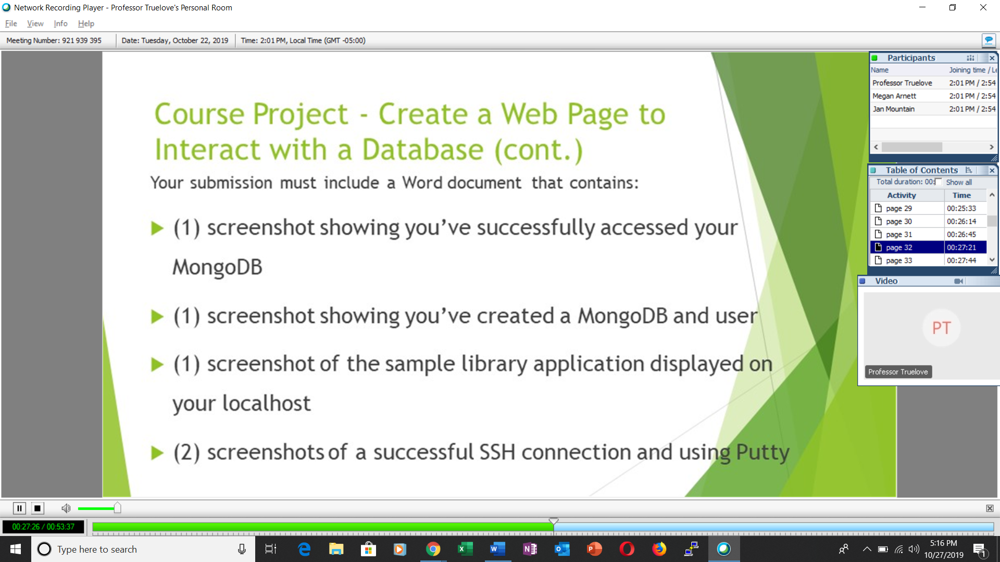 Network Recording Player - Professor Truelove's Personal Room
File View Info Help
Meeting Number: 921 939 395 Date: Tuesday, October 22, 2019 Time: 2:01 PM, Local Time (GMT -05:00)
Course Project - Create a Web Page to
Interact with a Database (cont.)
Your submission must include a Word document that contains:
(1) screenshot showing you’ve successfully accessed your
MongoDB
(1) screenshot showing you’ve created a MongoDB and user
(1) screenshot of the sample library application displayed on
your localhost
(2) screenshots of a successful SSH connection and using Putty
Participants
Name Joining time / Le
Professor Truelove 2:01 PM / 2:54
Megan Arnett 2:01 PM / 2:54
Jan Mountain 2:01 PM / 2:54
Table of Contents
Total duration: 00: Show all
Activity Time
page 29 00:25:33
page 30 00:26:14
page 31 00:26:45
page 32 00:27:21
page 33 00:27:44
Video
PT
Professor Truelove
00:27:26 / 00:53:37
Type here to search
5:16 PM
10/27/2019
1